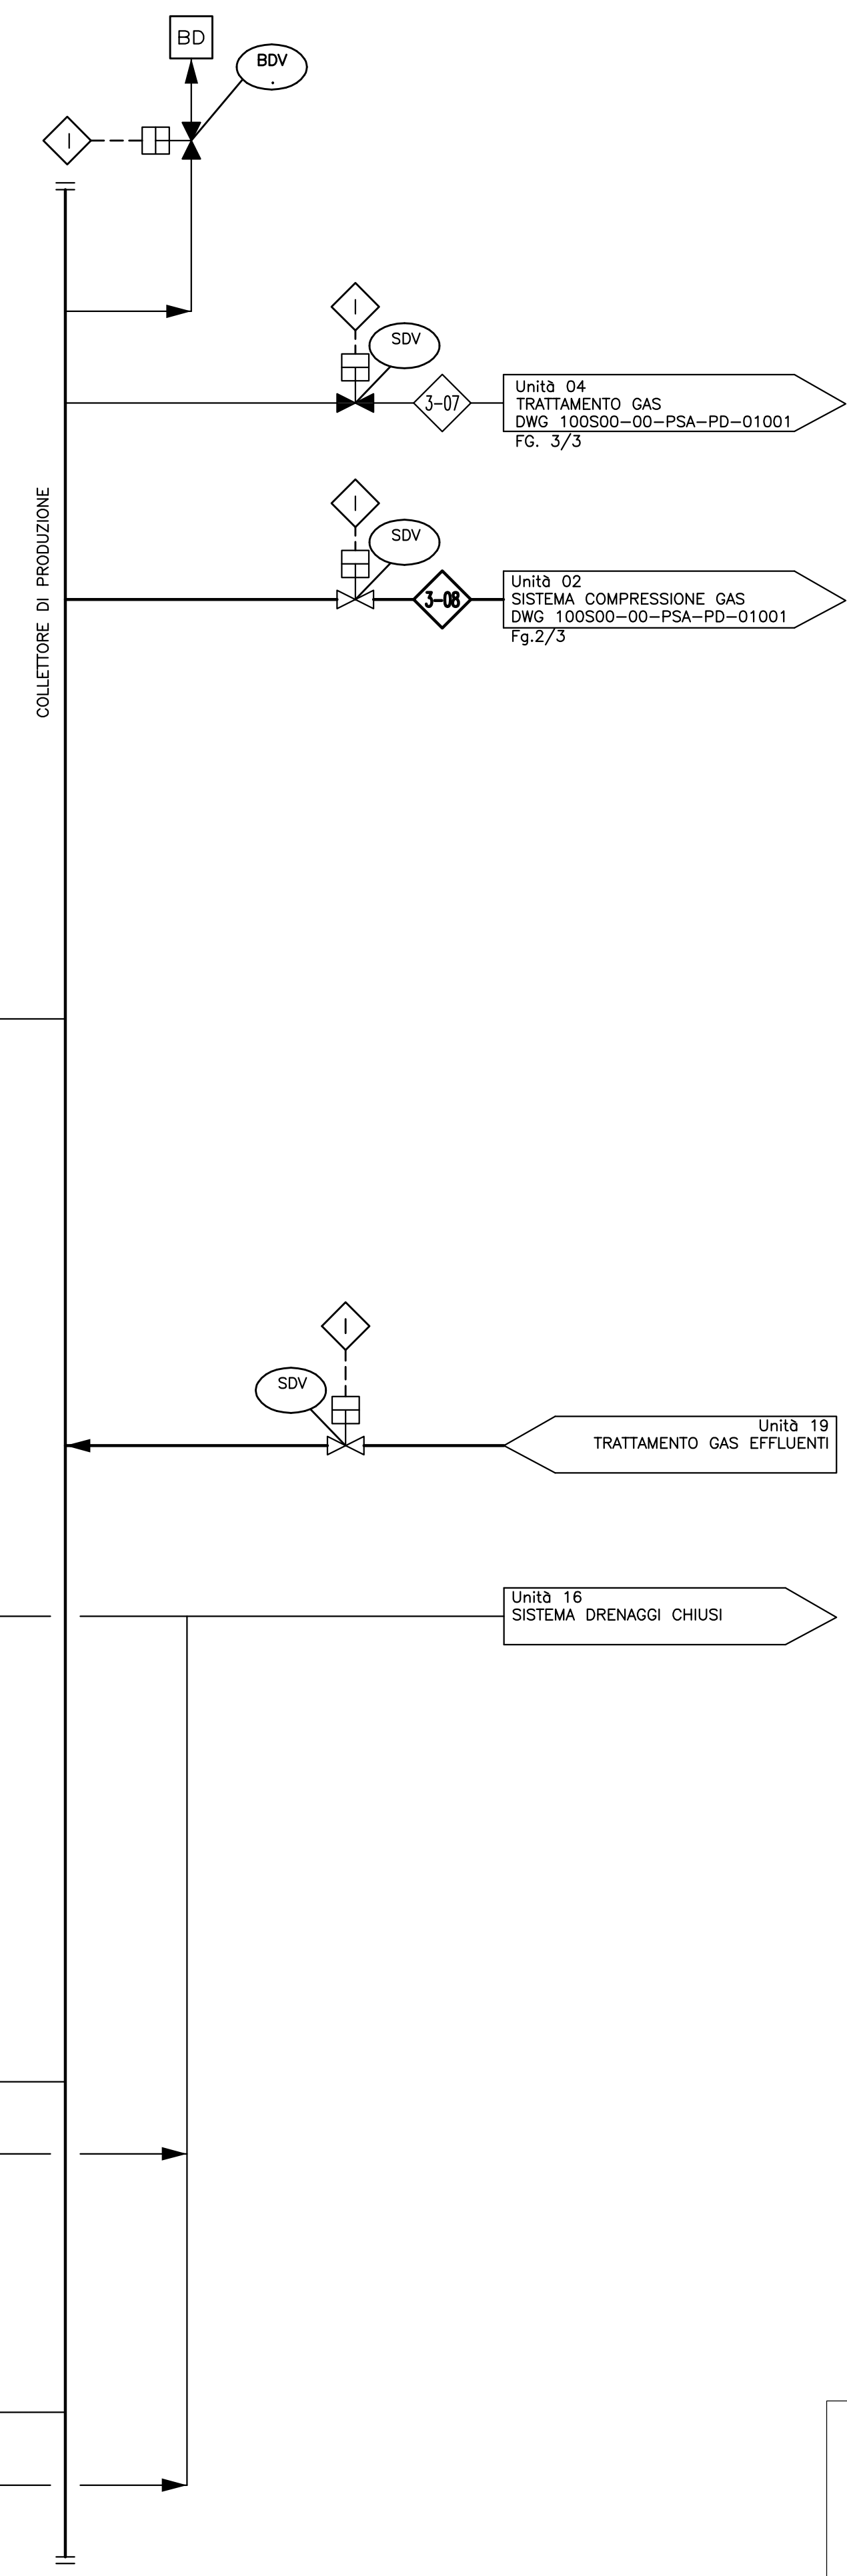 BD
BDV
.
I
I
SDV
3-07
Unità 04
TRATTAMENTO GAS
DWG 100S00-00-PSA-PD-01001
FG. 3/3
I
SDV
3-08
Unità 02
SISTEMA COMPRESSIONE GAS
DWG 100S00-00-PSA-PD-01001
Fg.2/3
COLLETTORE DI PRODUZIONE
I
SDV
Unità 19
TRATTAMENTO GAS EFFLUENTI
Unità 16
SISTEMA DRENAGGI CHIUSI